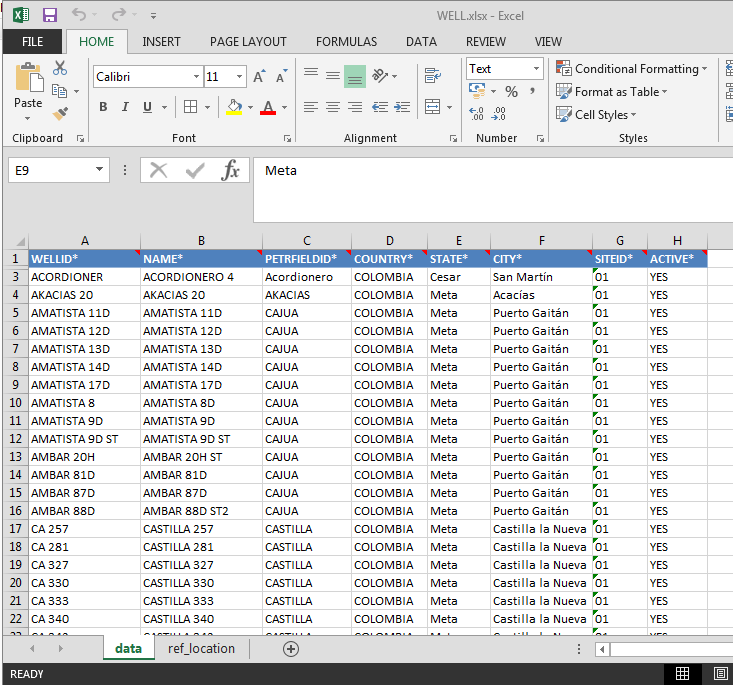 WELL.xlsx - Excel
FILE HOME INSERT PAGE LAYOUT FORMULAS DATA REVIEW VIEW
Paste
Calibri 11
B I U A
Text
% ,
Conditional Formatting
Format as Table
Cell Styles
Clipboard Font Alignment Number Styles
E9 fx Meta
A B C D E F G H
1 WELLID* NAME* PETRFIELDID* COUNTRY* STATE* CITY* SITEID* ACTIVE*
3 ACORDIONER ACORDIONERO 4 Acordionero COLOMBIA Cesar San Martín 01 YES
4 AKACIAS 20 AKACIAS 20 AKACIAS COLOMBIA Meta Acacías 01 YES
5 AMATISTA 11D AMATISTA 11D CAJUA COLOMBIA Meta Puerto Gaitán 01 YES
6 AMATISTA 12D AMATISTA 12D CAJUA COLOMBIA Meta Puerto Gaitán 01 YES
7 AMATISTA 13D AMATISTA 13D CAJUA COLOMBIA Meta Puerto Gaitán 01 YES
8 AMATISTA 14D AMATISTA 14D CAJUA COLOMBIA Meta Puerto Gaitán 01 YES
9 AMATISTA 17D AMATISTA 17D CAJUA COLOMBIA Meta Puerto Gaitán 01 YES
10 AMATISTA 8 AMATISTA 8D CAJUA COLOMBIA Meta Puerto Gaitán 01 YES
11 AMATISTA 9D AMATISTA 9D CAJUA COLOMBIA Meta Puerto Gaitán 01 YES
12 AMATISTA 9D ST AMATISTA 9D ST CAJUA COLOMBIA Meta Puerto Gaitán 01 YES
13 AMBAR 20H AMBAR 20H ST CAJUA COLOMBIA Meta Puerto Gaitán 01 YES
14 AMBAR 81D AMBAR 81D CAJUA COLOMBIA Meta Puerto Gaitán 01 YES
15 AMBAR 87D AMBAR 87D CAJUA COLOMBIA Meta Puerto Gaitán 01 YES
16 AMBAR 88D AMBAR 88D ST2 CAJUA COLOMBIA Meta Puerto Gaitán 01 YES
17 CA 257 CASTILLA 257 CASTILLA COLOMBIA Meta Castilla la Nueva 01 YES
18 CA 281 CASTILLA 281 CASTILLA COLOMBIA Meta Castilla la Nueva 01 YES
19 CA 327 CASTILLA 327 CASTILLA COLOMBIA Meta Castilla la Nueva 01 YES
20 CA 330 CASTILLA 330 CASTILLA COLOMBIA Meta Castilla la Nueva 01 YES
21 CA 333 CASTILLA 333 CASTILLA COLOMBIA Meta Castilla la Nueva 01 YES
22 CA 340 CASTILLA 340 CASTILLA COLOMBIA Meta Castilla la Nueva 01 YES
data ref_location
READY